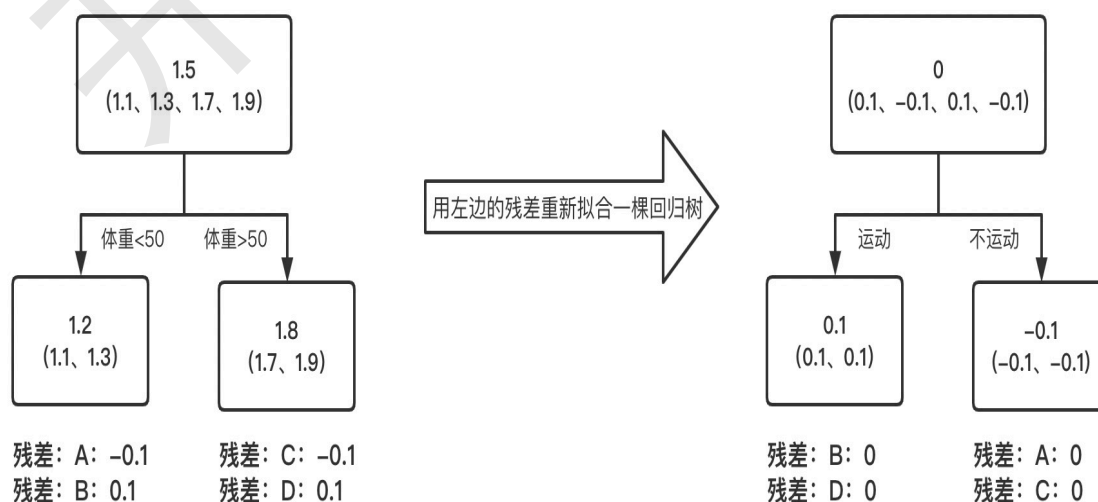 1.5
(1.1、1.3、1.7、1.9)
体重<50
体重>50
1.2
(1.1、1.3)
1.8
(1.7、1.9)
残差：A：-0.1
残差：B：0.1
残差：C：-0.1
残差：D：0.1
用左边的残差重新拟合一棵回归树
0
(0.1、-0.1、0.1、-0.1)
运动
不运动
0.1
(0.1、0.1)
-0.1
(-0.1、-0.1)
残差：B：0
残差：D：0
残差：A：0
残差：C：0